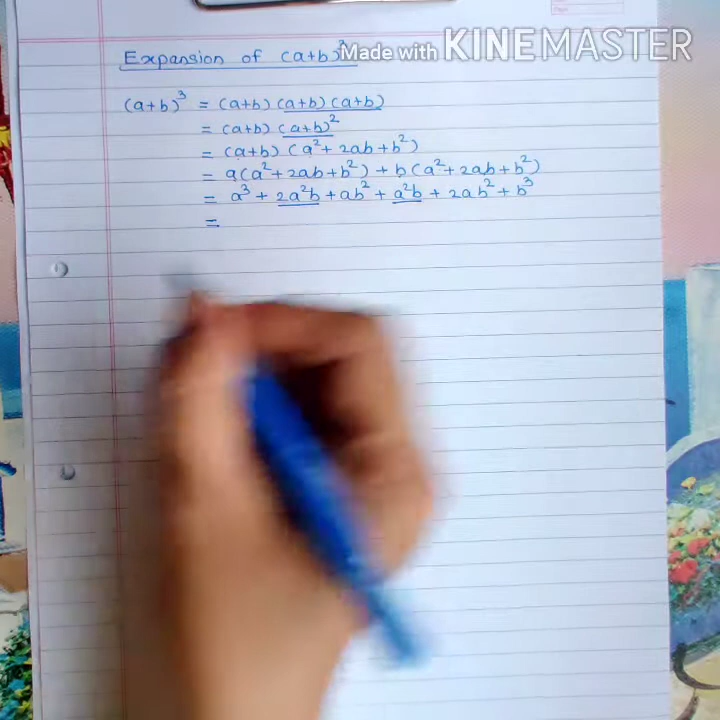 Expansion of (a+b)³
Made with KINEMASTER
(a+b)³ = (a+b) (a+b) (a+b)
= (a+b) (a+b)²
= (a+b) (a² + 2ab + b²)
= a(a² + 2ab + b²) + b(a² + 2ab + b²)
= a³ + 2a²b + ab² + a²b + 2ab² + b³
=